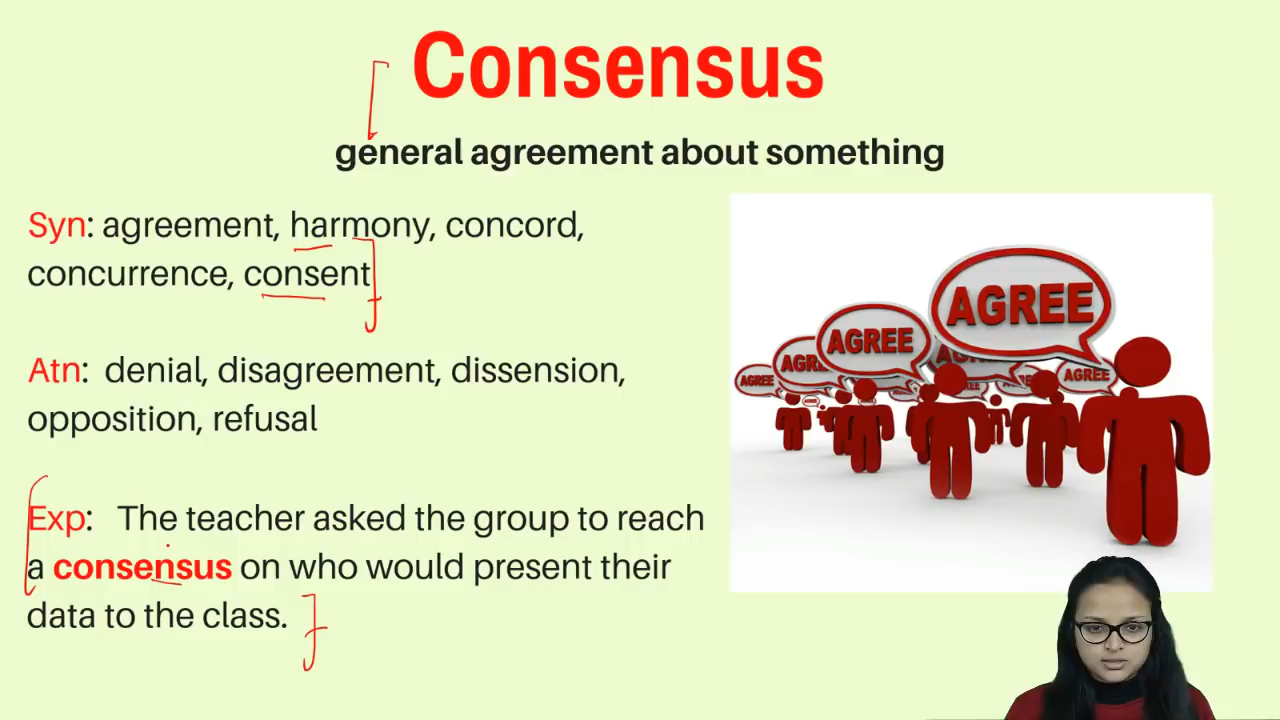 Consensus
general agreement about something
Syn: agreement, harmony, concord,
concurrence, consent
Atn: denial, disagreement, dissension,
opposition, refusal
Exp: The teacher asked the group to reach
a consensus on who would present their
data to the class.
AGREE
AGREE
AGREE
AGREE
AGREE